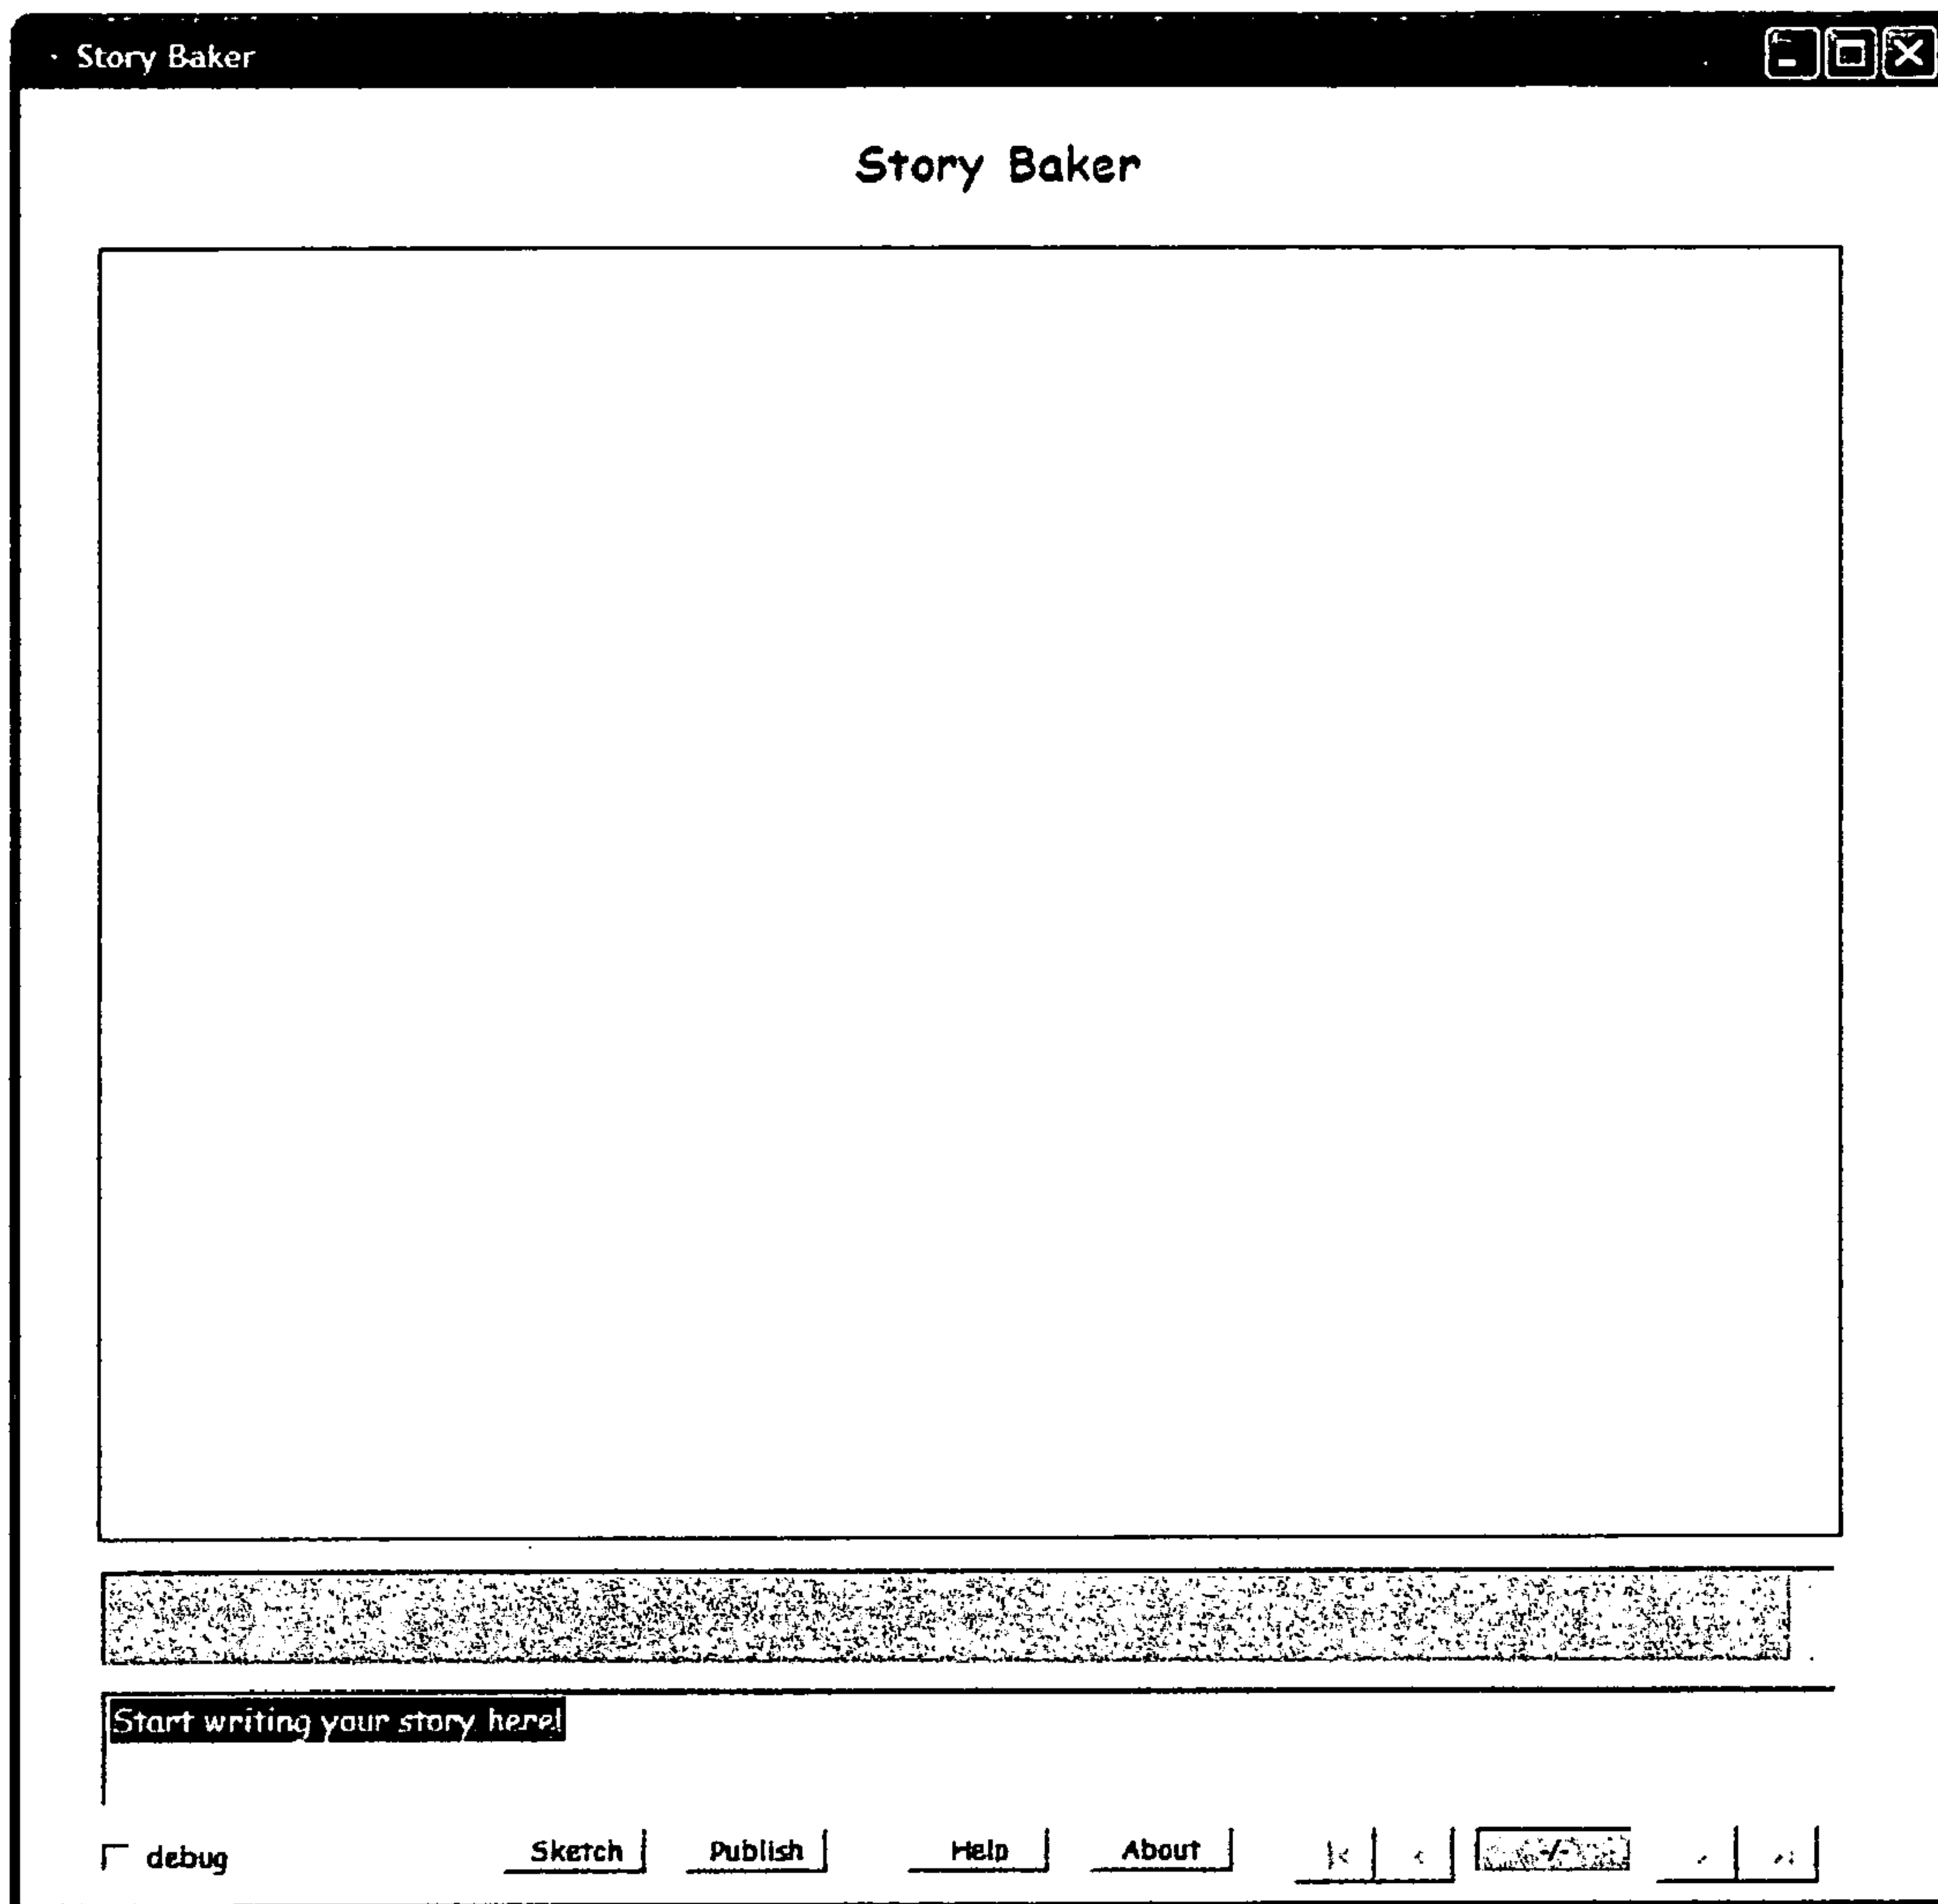 Story Baker
Story Baker
Start writing your story here!
debug Sketch Publish Help About |< < -/- > >|